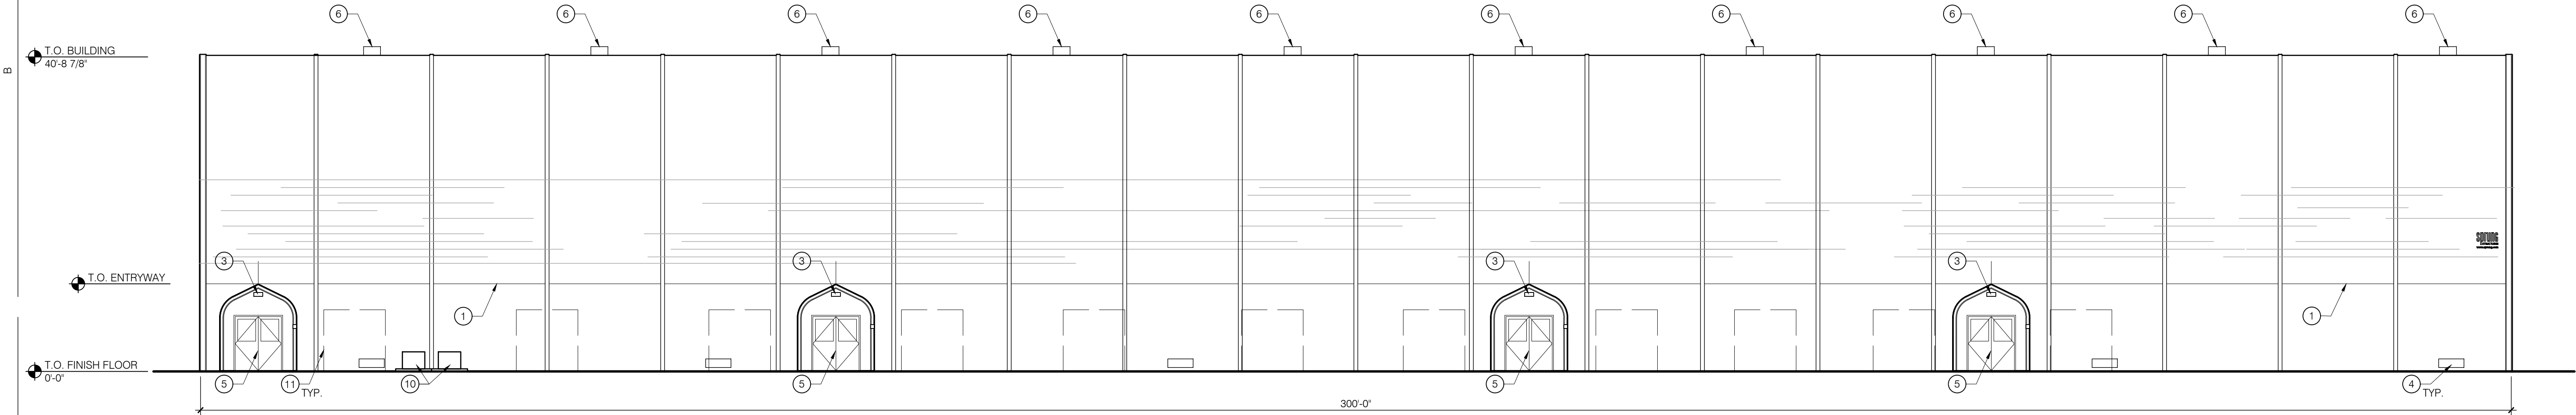 6 6 6 6 6 6 6 6 6 6
T.O. BUILDING
40'-8 7/8"
B
sprung
3 3 3 3
T.O. ENTRYWAY
1 1
T.O. FINISH FLOOR
0'-0"
5 11 10 5 5 5 4
TYP. TYP.
300'-0"